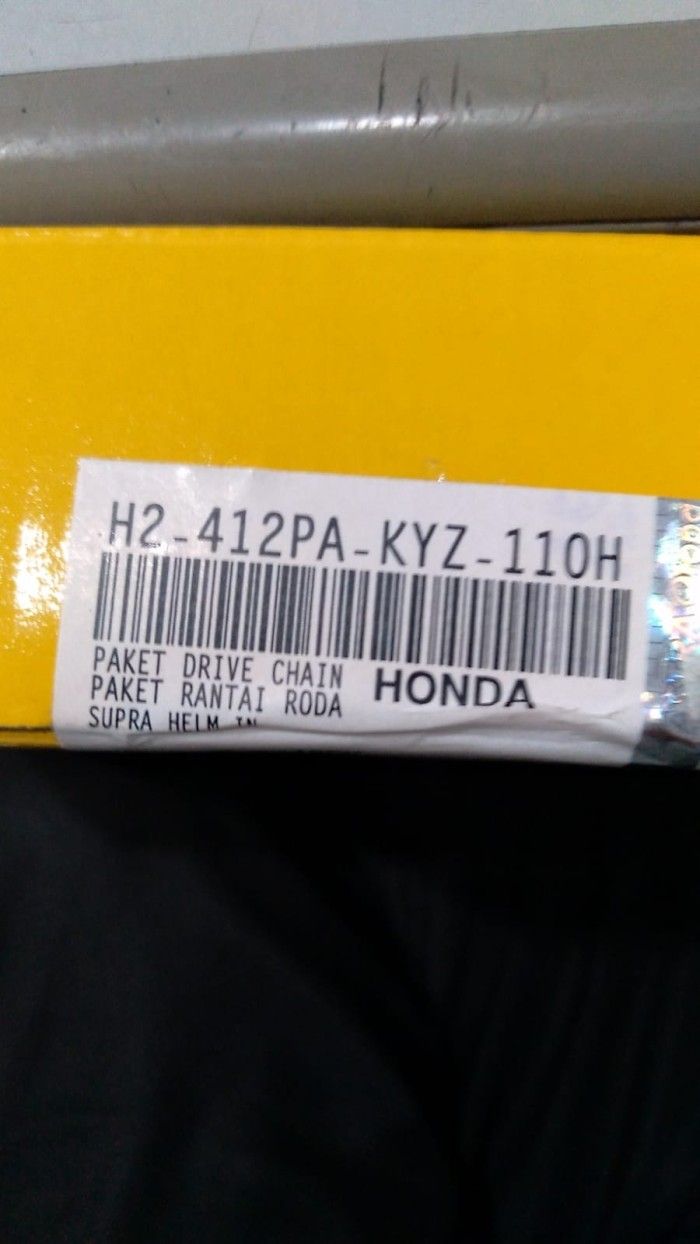 H2-412PA-KYZ-110H
PAKET DRIVE CHAIN
PAKET RANTAI RODA
HONDA
SUPRA HELM IN